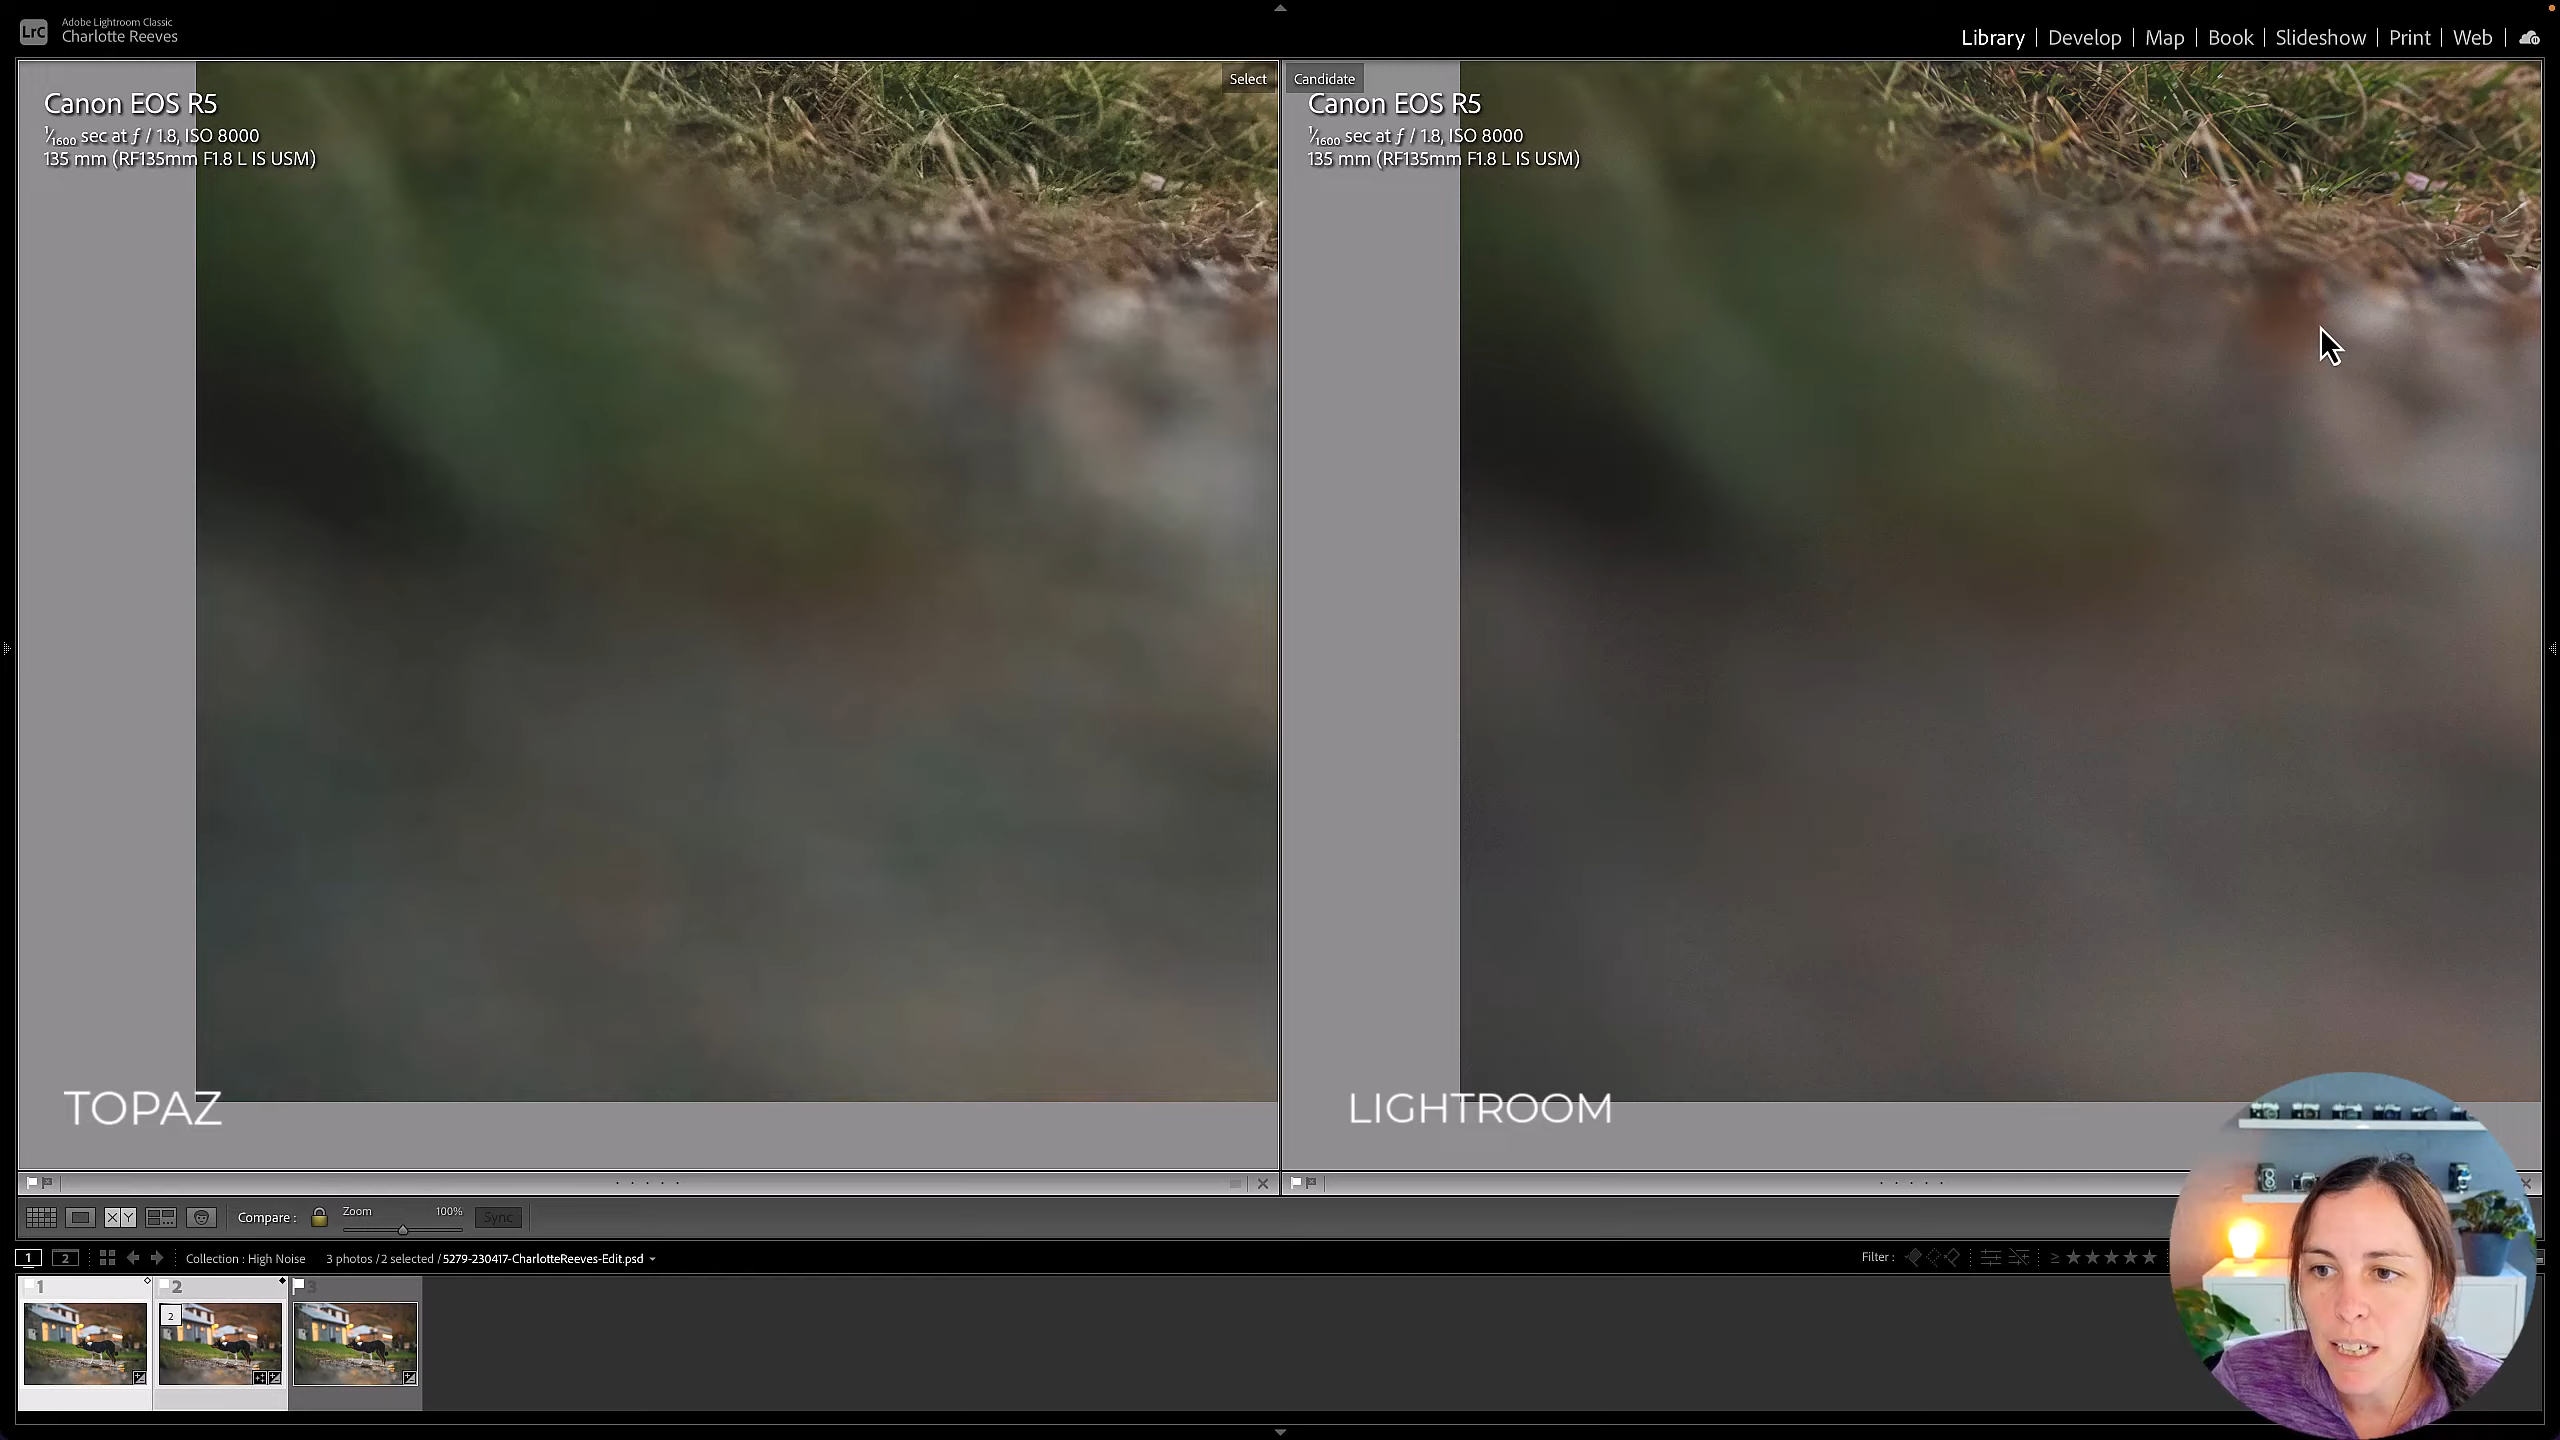 LrC
Adobe Lightroom Classic
Charlotte Reeves
Library | Develop | Map | Book | Slideshow | Print | Web
Canon EOS R5
1/1600 sec at ƒ / 1.8, ISO 8000
135 mm (RF135mm F1.8 L IS USM)
Select
Candidate
Canon EOS R5
1/1600 sec at ƒ / 1.8, ISO 8000
135 mm (RF135mm F1.8 L IS USM)
TOPAZ
LIGHTROOM
XY
Compare :
Zoom 100%
Sync
1 2
Collection : High Noise 3 photos / 2 selected / 5279-230417-CharlotteReeves-Edit.psd
Filter :
≥ ★★★★★
1
2
3
2